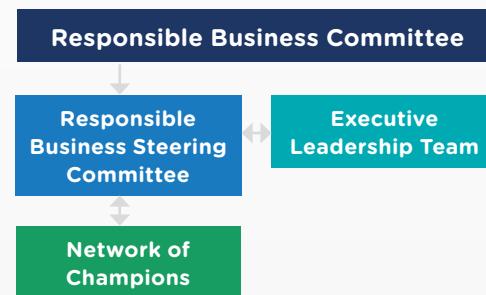 Responsible Business Committee
Responsible
Business Steering
Committee
Executive
Leadership Team
Network of
Champions